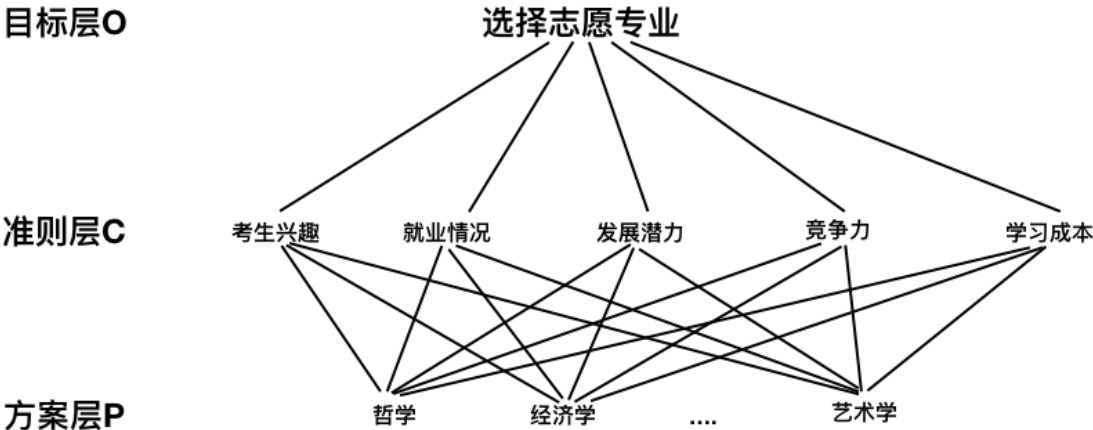 目标层O 选择志愿专业
准则层C 考生兴趣 就业情况 发展潜力 竞争力 学习成本
方案层P 哲学 经济学 .... 艺术学